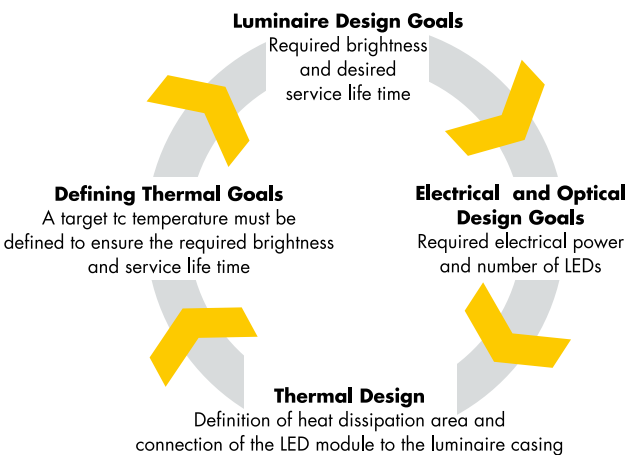 Luminaire Design Goals
Required brightness
and desired
service life time
Electrical and Optical
Design Goals
Required electrical power
and number of LEDs
Thermal Design
Definition of heat dissipation area and
connection of the LED module to the luminaire casing
Defining Thermal Goals
A target tc temperature must be
defined to ensure the required brightness
and service life time